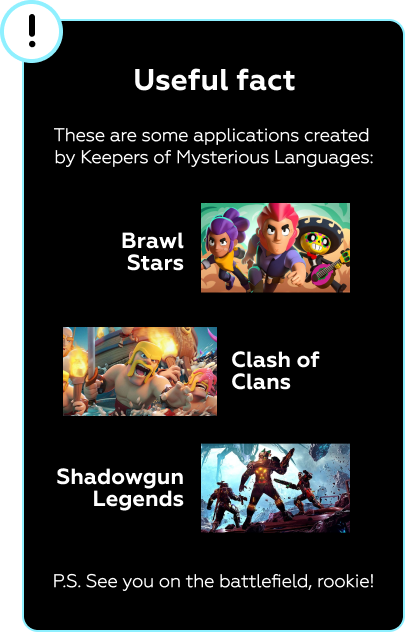 !
Useful fact
These are some applications created
by Keepers of Mysterious Languages:
Brawl
Stars
Clash of
Clans
Shadowgun
Legends
P.S. See you on the battlefield, rookie!